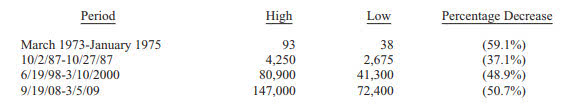 Period High Low Percentage Decrease
March 1973-January 1975 93 38 (59.1%)
10/2/87-10/27/87 4,250 2,675 (37.1%)
6/19/98-3/10/2000 80,900 41,300 (48.9%)
9/19/08-3/5/09 147,000 72,400 (50.7%)